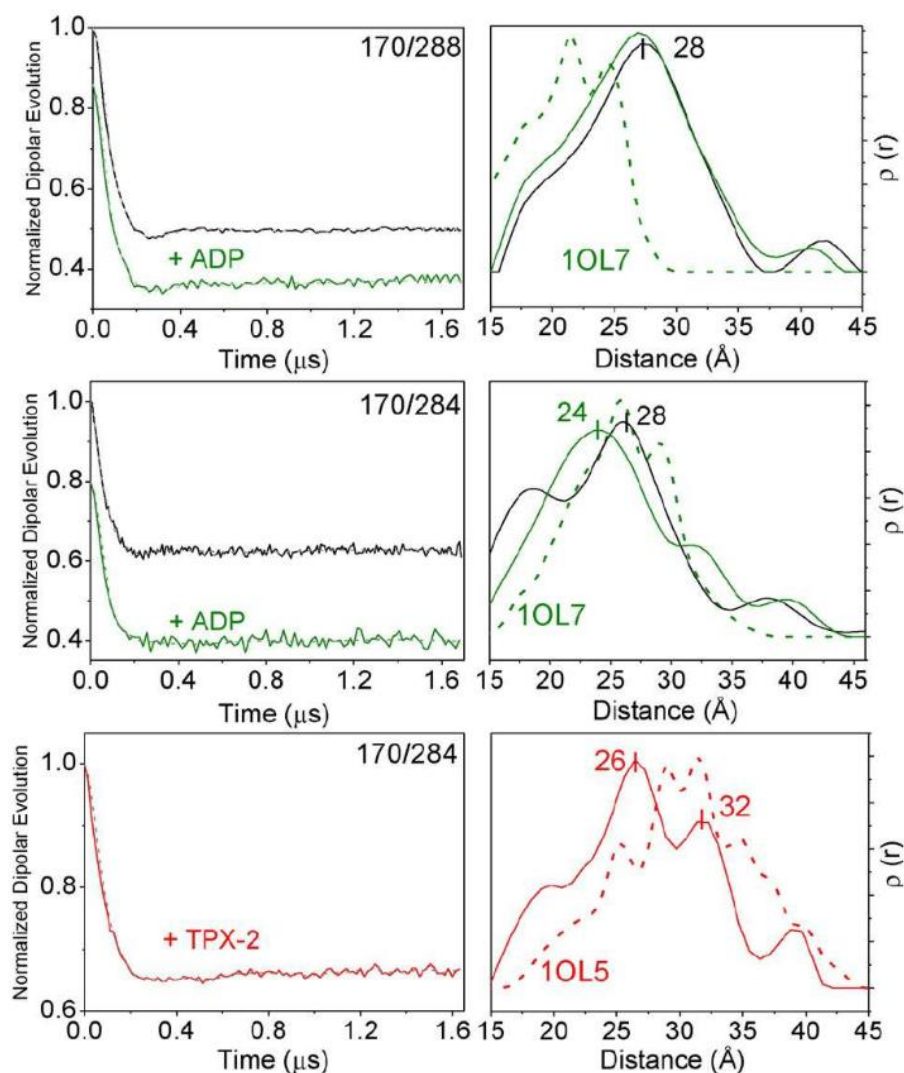 170/288
Normalized Dipolar Evolution
1.0
0.8
0.6
0.4
+ ADP
0.0 0.4 0.8 1.2 1.6
Time (μs)
28
1OL7
ρ (r)
15 20 25 30 35 40 45
Distance (Å)
170/284
Normalized Dipolar Evolution
1.0
0.8
0.6
0.4
+ ADP
0.0 0.4 0.8 1.2 1.6
Time (μs)
24 28
1OL7
ρ (r)
15 20 25 30 35 40 45
Distance (Å)
170/284
Normalized Dipolar Evolution
1.0
0.8
0.6
+ TPX-2
0.0 0.4 0.8 1.2 1.6
Time (μs)
26
32
1OL5
ρ (r)
15 20 25 30 35 40 45
Distance (Å)